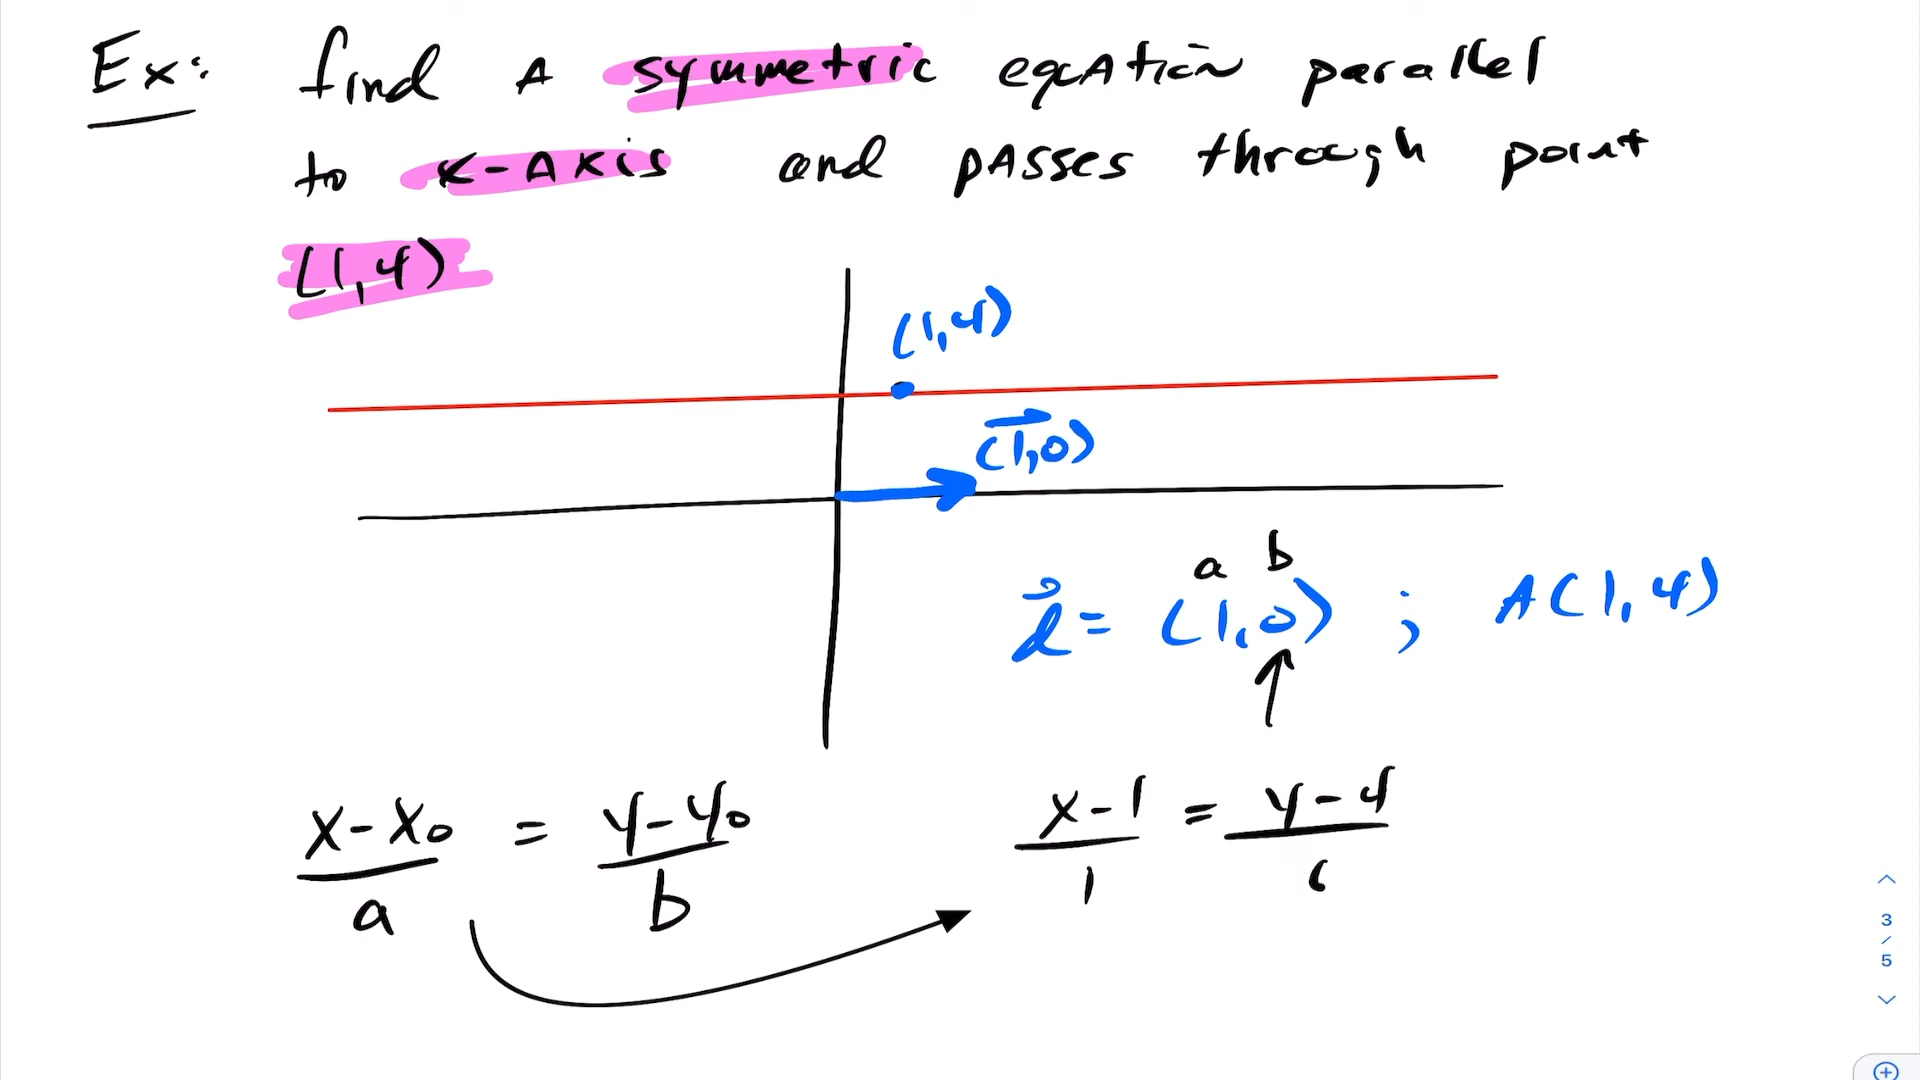 Ex: find A symmetric equation parallel
to x-Axis and passes through point
(1,4)
(1,4)
(1,0)
a b
d = (1,0) ; A(1,4)
x-x0 / a = y-y0 / b
x-1 / 1 = y-4 /
3
/
5